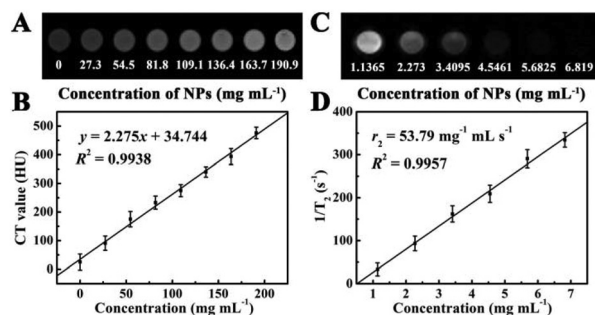 A
0 27.3 54.5 81.8 109.1 136.4 163.7 190.9
Concentration of NPs (mg mL⁻¹)
B
y = 2.275x + 34.744
R² = 0.9938
CT value (HU)
500
400
300
200
100
0
0 50 100 150 200
Concentration (mg mL⁻¹)
C
1.1365 2.273 3.4095 4.5461 5.6825 6.819
Concentration of NPs (mg mL⁻¹)
D
r₂ = 53.79 mg⁻¹ mL s⁻¹
R² = 0.9957
1/T₂ (s⁻¹)
400
300
200
100
0
1 2 3 4 5 6 7
Concentration (mg mL⁻¹)